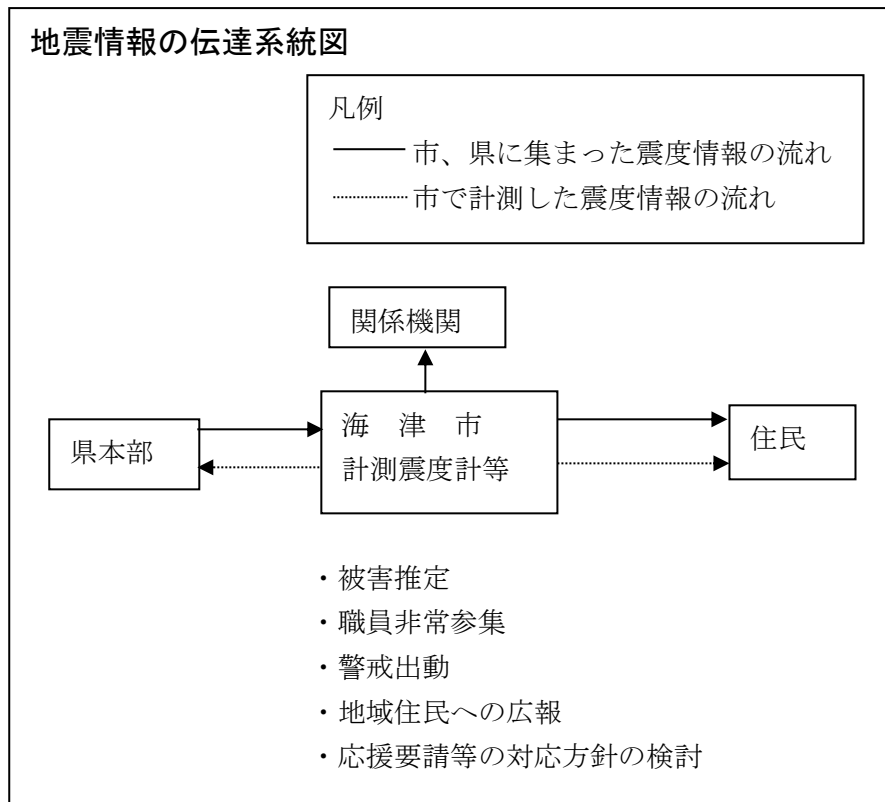 地震情報の伝達系統図
凡例
市、県に集まった震度情報の流れ
市で計測した震度情報の流れ
関係機関
県本部
海　津　市
計測震度計等
住民
・被害推定
・職員非常参集
・警戒出動
・地域住民への広報
・応援要請等の対応方針の検討